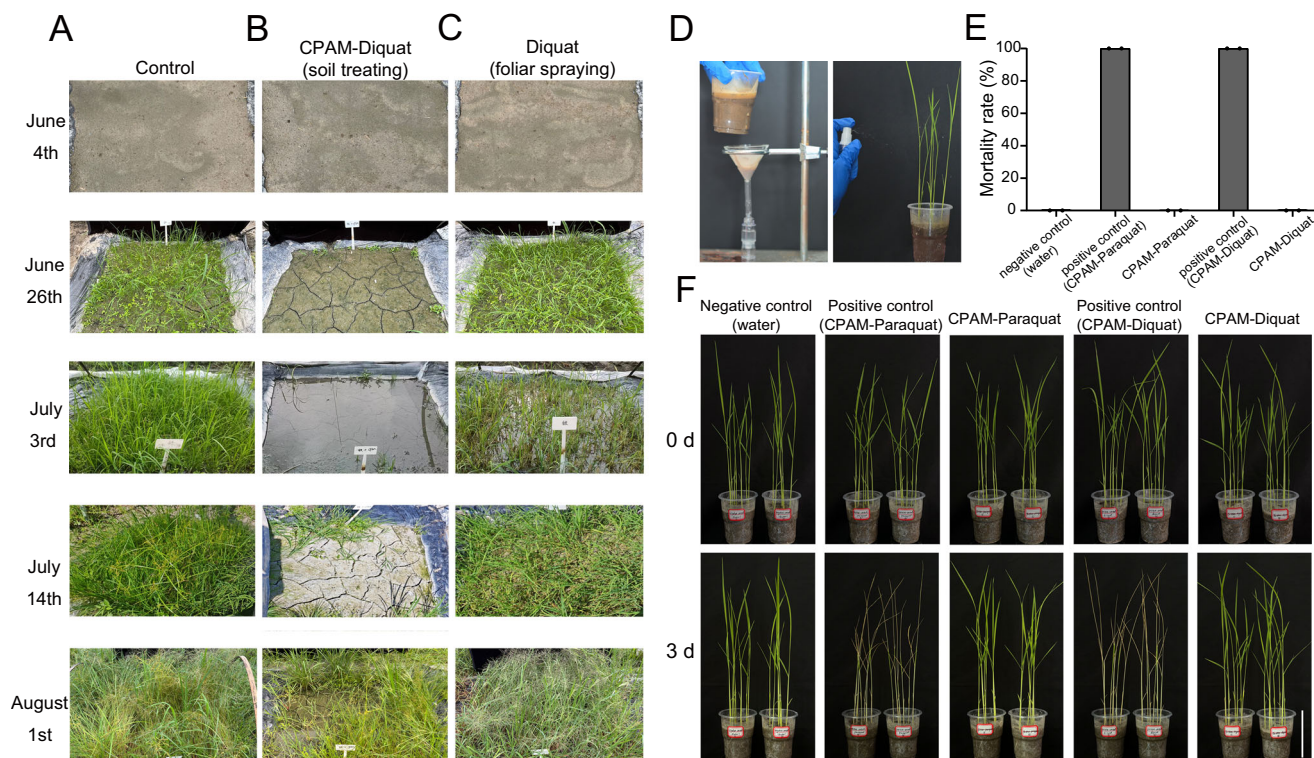 A
B
C
Control
CPAM-Diquat
(soil treating)
Diquat
(foliar spraying)
June
4th
June
26th
July
3rd
July
14th
August
1st
D
E
Mortality rate (%)
100
80
60
40
20
0
negative control
(water)
positive control
(CPAM-Paraquat)
CPAM-Paraquat
positive control
(CPAM-Diquat)
CPAM-Diquat
F
Negative control
(water)
Positive control
(CPAM-Paraquat)
CPAM-Paraquat
Positive control
(CPAM-Diquat)
CPAM-Diquat
0 d
3 d